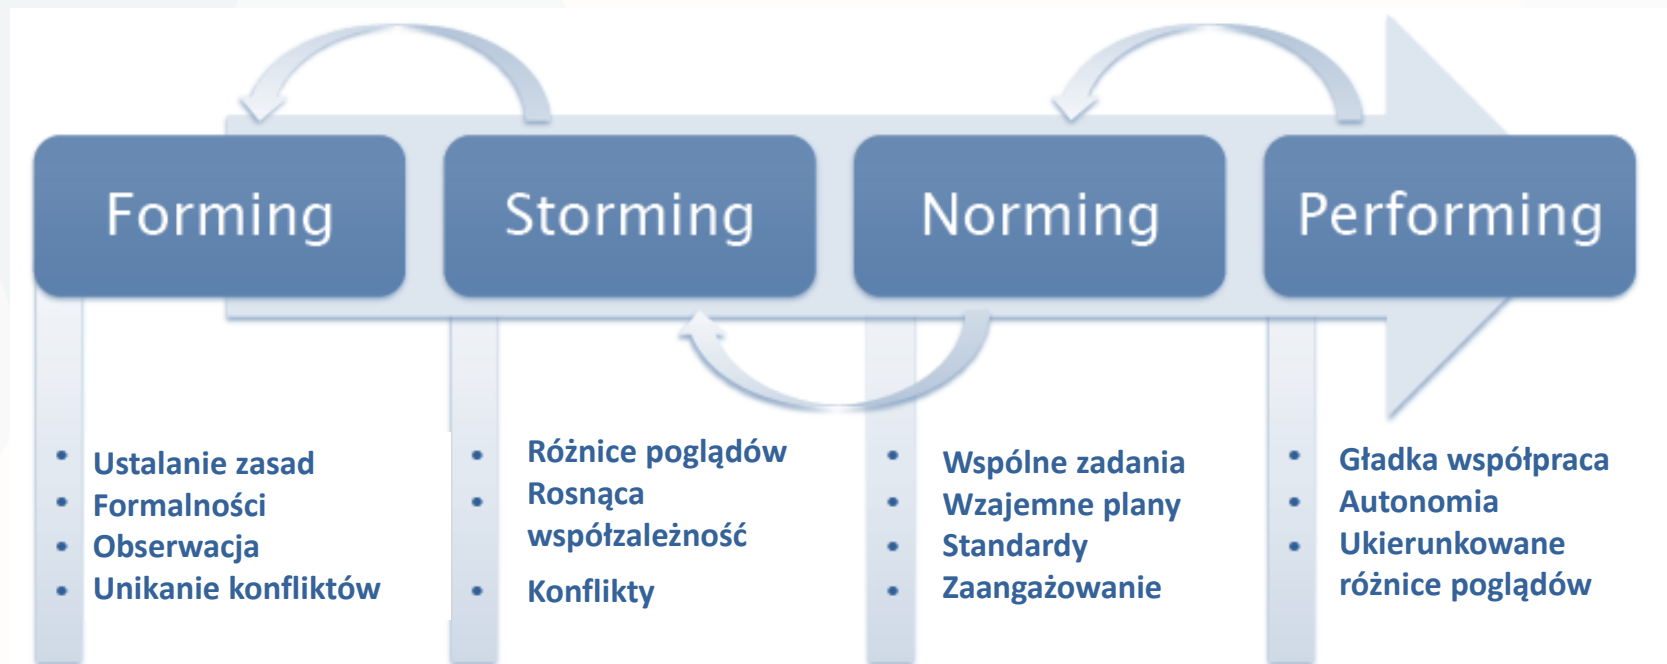 Forming
Storming
Norming
Performing
• Ustalanie zasad
• Formalności
• Obserwacja
• Unikanie konfliktów
• Różnice poglądów
• Rosnąca
współzależność
• Konflikty
• Wspólne zadania
• Wzajemne plany
• Standardy
• Zaangażowanie
• Gładka współpraca
• Autonomia
• Ukierunkowane
różnice poglądów